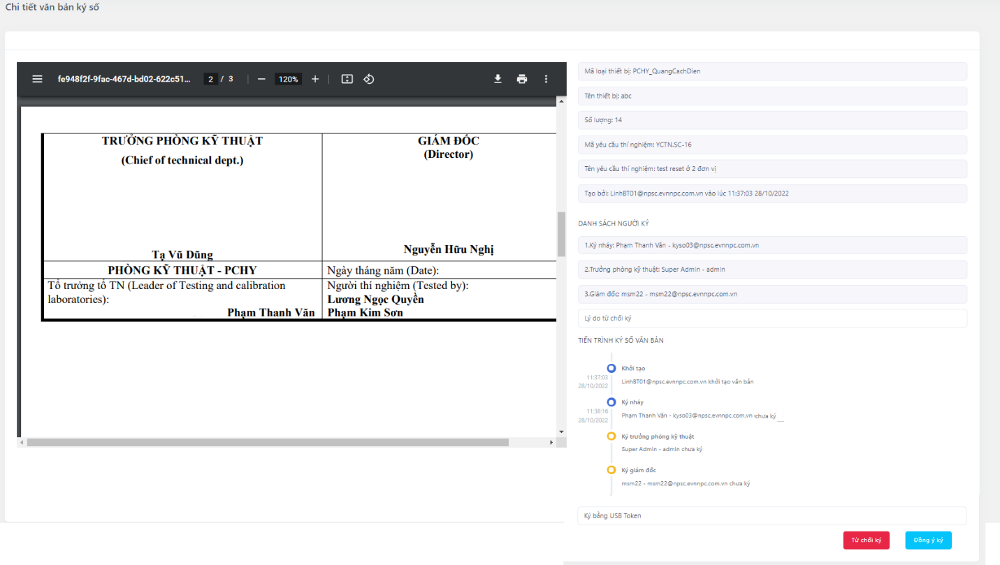 Chi tiết văn bản ký số
fe948f2f-9fac-467d-bd02-622c51... 2 / 3 120%
TRƯỞNG PHÒNG KỸ THUẬT
(Chief of technical dept.)
Tạ Vũ Dũng
GIÁM ĐỐC
(Director)
Nguyễn Hữu Nghị
PHÒNG KỸ THUẬT - PCHY
Ngày tháng năm (Date):
Tổ trưởng tổ TN (Leader of Testing and calibration
laboratories):
Phạm Thanh Văn
Người thí nghiệm (Tested by):
Lương Ngọc Quyền
Phạm Kim Sơn
Mã loại thiết bị: PCHY_QuangCachDien
Tên thiết bị: abc
Số lượng: 14
Mã yêu cầu thí nghiệm: YCTN.SC-16
Tên yêu cầu thí nghiệm: test reset ở 2 đơn vị
Tạo bởi: LinhBT01@npsc.evnnpc.com.vn vào lúc 11:37:03 28/10/2022
DANH SÁCH NGƯỜI KÝ
1.Ký nháy: Phạm Thanh Văn - kyso03@npsc.evnnpc.com.vn
2.Trưởng phòng kỹ thuật: Super Admin - admin
3.Giám đốc: msm22 - msm22@npsc.evnnpc.com.vn
Lý do từ chối ký
TIẾN TRÌNH KÝ SỐ VĂN BẢN
Khởi tạo
11:37:03
28/10/2022
LinhBT01@npsc.evnnpc.com.vn khởi tạo văn bản
Ký nháy
11:38:16
28/10/2022
Phạm Thanh Văn - kyso03@npsc.evnnpc.com.vn chưa ký
Ký trưởng phòng kỹ thuật
Super Admin - admin chưa ký
Ký giám đốc
msm22 - msm22@npsc.evnnpc.com.vn chưa ký
Ký bằng USB Token
Từ chối ký
Đồng ý ký